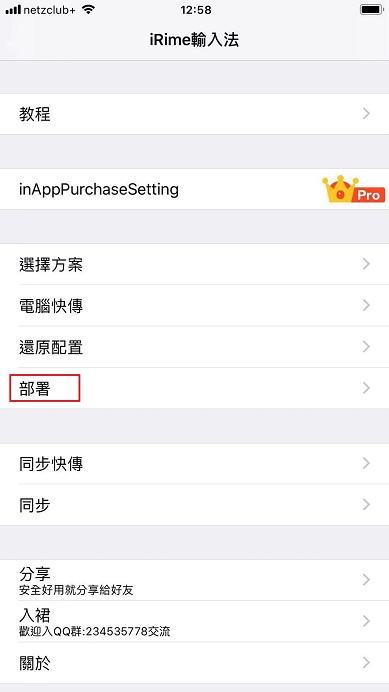 netzclub+ 12:58
iRime輸入法
教程
inAppPurchaseSetting
Pro
選擇方案
電腦快傳
還原配置
部署
同步快傳
同步
分享
安全好用就分享給好友
入裙
歡迎入QQ群:234535778交流
關於